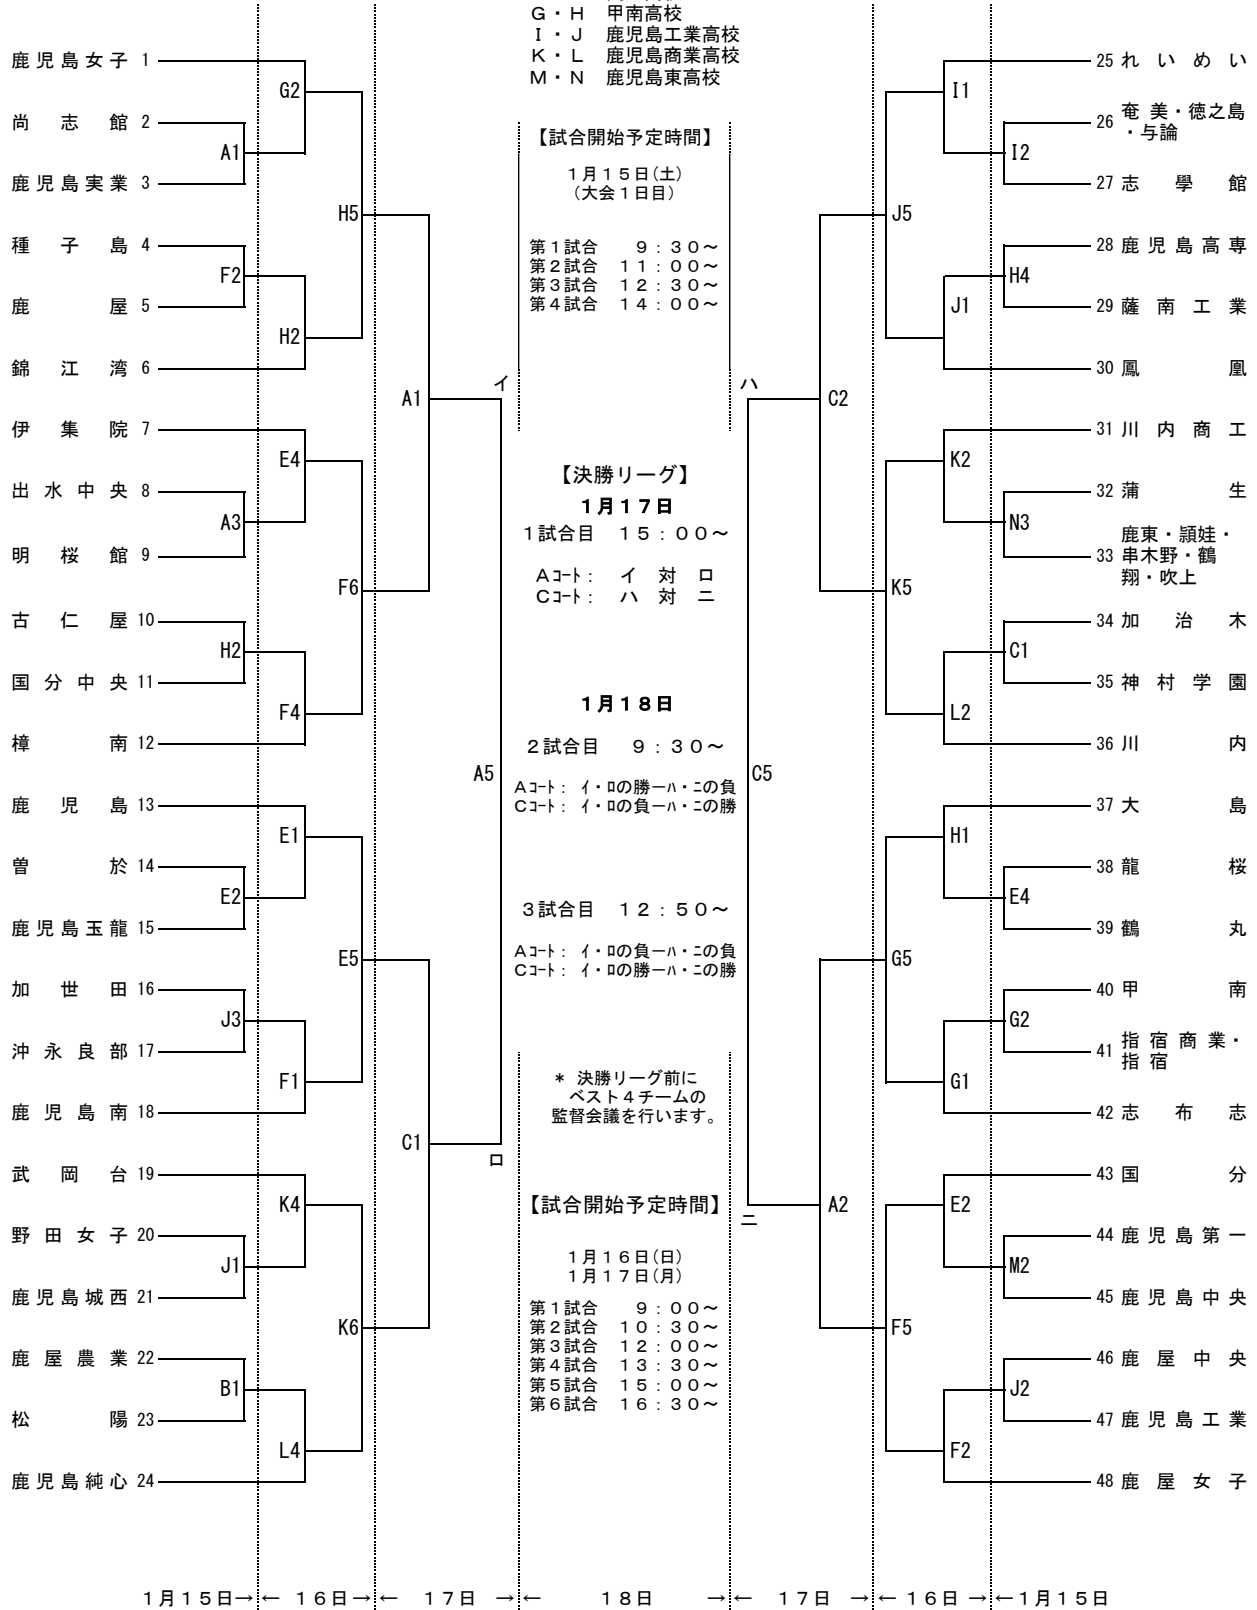 G・H 甲南高校
I・J 鹿児島工業高校
K・L 鹿児島商業高校
M・N 鹿児島東高校
鹿児島女子 1
尚志館 2
鹿児島実業 3
種子島 4
鹿屋 5
錦江湾 6
伊集院 7
出水中央 8
明桜館 9
古仁屋 10
国分中央 11
樟南 12
鹿児島 13
曽於 14
鹿児島玉龍 15
加世田 16
沖永良部 17
鹿児島南 18
武岡台 19
野田女子 20
鹿児島城西 21
鹿屋農業 22
松陽 23
鹿児島純心 24
A1
F2
A3
H2
E2
J3
J1
B1
G2
H2
E4
F4
E1
F1
K4
L4
H5
F6
E5
K6
A1
C1
A5
イ
ロ
【試合開始予定時間】
1月15日(土)
(大会1日目)
第1試合 9:30～
第2試合 11:00～
第3試合 12:30～
第4試合 14:00～
【決勝リーグ】
1月17日
1試合目 15:00～
Aコート: イ 対 ロ
Cコート: ハ 対 ニ
1月18日
2試合目 9:30～
Aコート: イ・ロの勝ーハ・ニの負
Cコート: イ・ロの負ーハ・ニの勝
3試合目 12:50～
Aコート: イ・ロの負ーハ・ニの負
Cコート: イ・ロの勝ーハ・ニの勝
* 決勝リーグ前に
ベスト4チームの
監督会議を行います。
【試合開始予定時間】
1月16日(日)
1月17日(月)
第1試合 9:00～
第2試合 10:30～
第3試合 12:00～
第4試合 13:30～
第5試合 15:00～
第6試合 16:30～
ハ
ニ
C5
C2
A2
J5
K5
G5
F5
I1
J1
K2
L2
H1
G1
E2
F2
I2
H4
N3
C1
E4
G2
M2
J2
25 れいめい
26 奄美・徳之島
・与論
27 志學館
28 鹿児島高専
29 薩南工業
30 鳳凰
31 川内商工
32 蒲生
33 鹿東・頴娃・
串木野・鶴
翔・吹上
34 加治木
35 神村学園
36 川内
37 大島
38 龍桜
39 鶴丸
40 甲南
41 指宿商業・
指宿
42 志布志
43 国分
44 鹿児島第一
45 鹿児島中央
46 鹿屋中央
47 鹿児島工業
48 鹿屋女子
1月15日→ ← 16日 → ← 17日 → ← 18日 → ← 17日 → ← 16日 → ← 1月15日